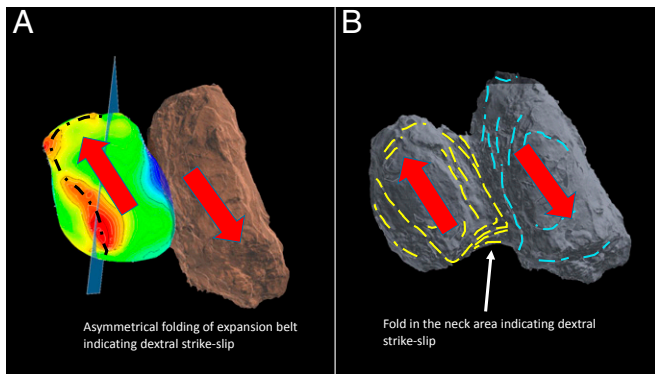 A
B
Asymmetrical folding of expansion belt
indicating dextral strike-slip
Fold in the neck area indicating dextral
strike-slip